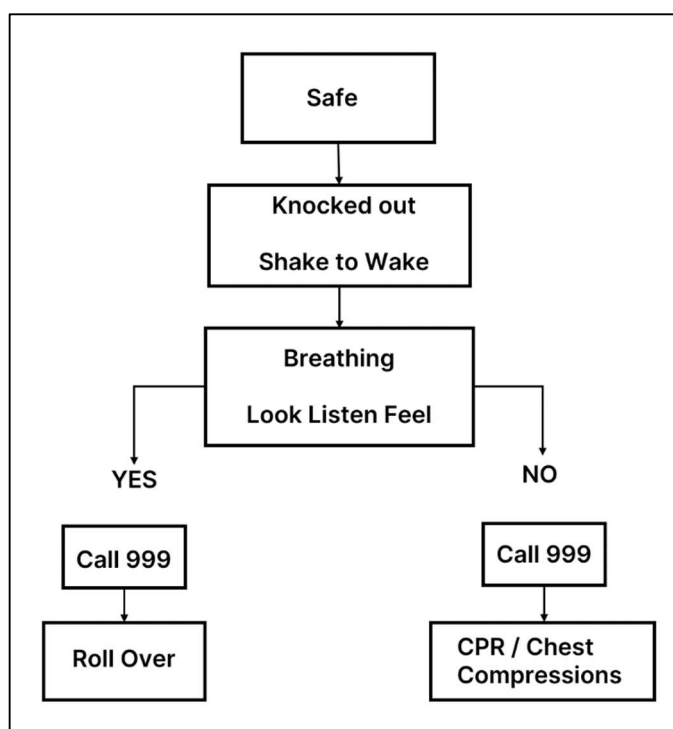 Safe
Knocked out
Shake to Wake
Breathing
Look Listen Feel
YES
NO
Call 999
Call 999
Roll Over
CPR / Chest
Compressions